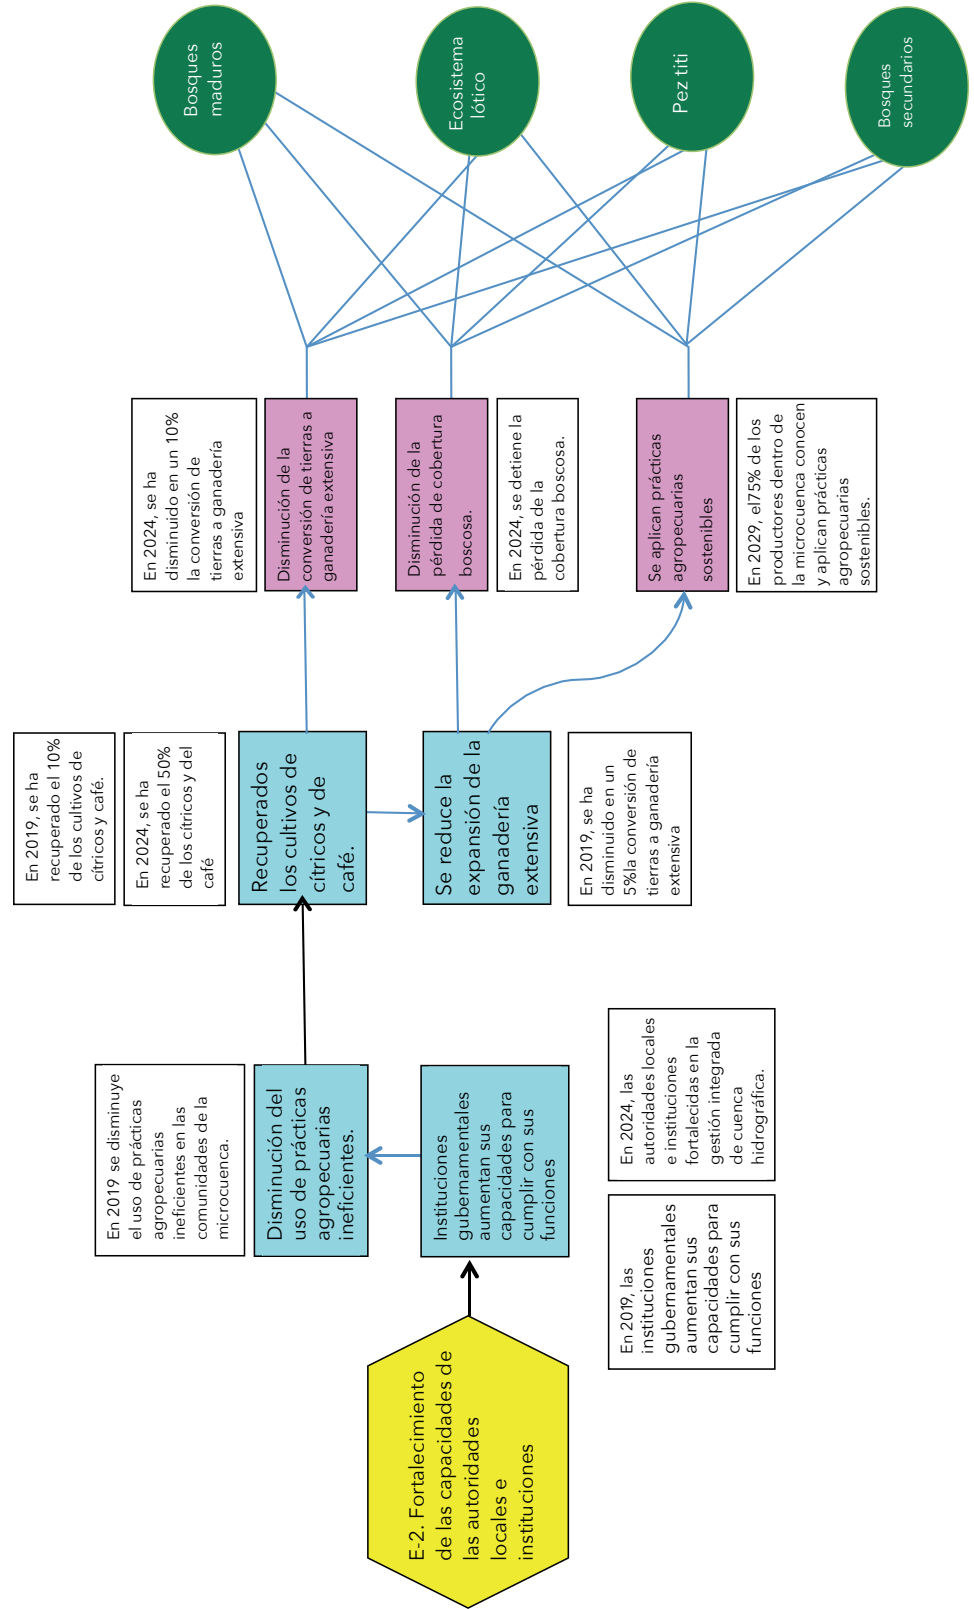 E-2. Fortalecimiento
de las capacidades de
las autoridades
locales e
instituciones
En 2019 se disminuye
el uso de prácticas
agropecuarias
ineficientes en las
comunidades de la
microcuenca.
Disminución del
uso de prácticas
agropecuarias
ineficientes.
Instituciones
gubernamentales
aumentan sus
capacidades para
cumplir con sus
funciones
En 2019, las
instituciones
gubernamentales
aumentan sus
capacidades para
cumplir con sus
funciones
En 2024, las
autoridades locales
e instituciones
fortalecidas en la
gestión integrada
de cuenca
hidrográfica.
En 2019, se ha
recuperado el 10%
de los cultivos de
cítricos y café.
En 2024, se ha
recuperado el 50%
de los cítricos y del
café
Recuperados
los cultivos de
cítricos y de
café.
Se reduce la
expansión de la
ganadería
extensiva
En 2019, se ha
disminuido en un
5%la conversión de
tierras a ganadería
extensiva
En 2024, se ha
disminuido en un 10%
la conversión de
tierras a ganadería
extensiva
Disminución de la
conversión de tierras a
ganadería extensiva
Disminución de la
pérdida de cobertura
boscosa.
En 2024, se detiene la
pérdida de la
cobertura boscosa.
Se aplican prácticas
agropecuarias
sostenibles
En 2029, el75% de los
productores dentro de
la microcuenca conocen
y aplican prácticas
agropecuarias
sostenibles.
Bosques
maduros
Ecosistema
lótico
Pez titi
Bosques
secundarios